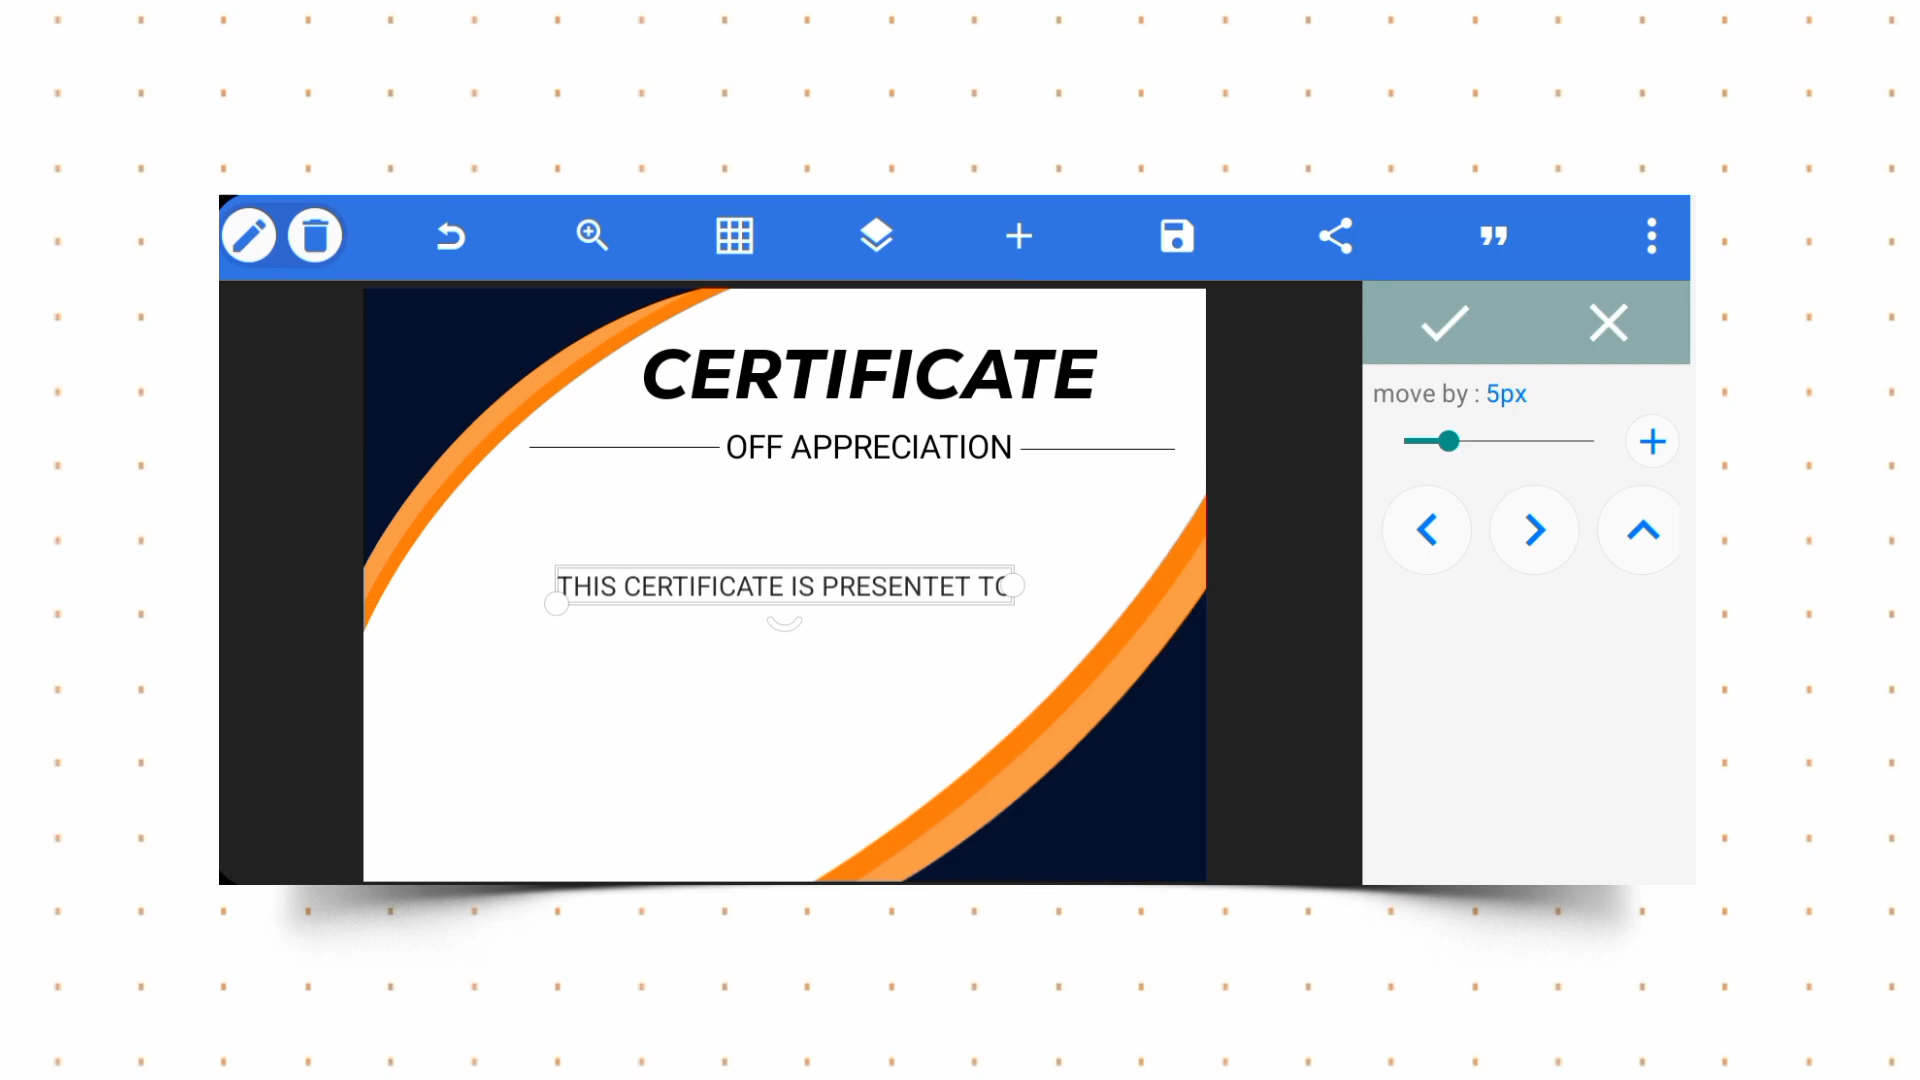 CERTIFICATE
OFF APPRECIATION
THIS CERTIFICATE IS PRESENTET TO
move by : 5px